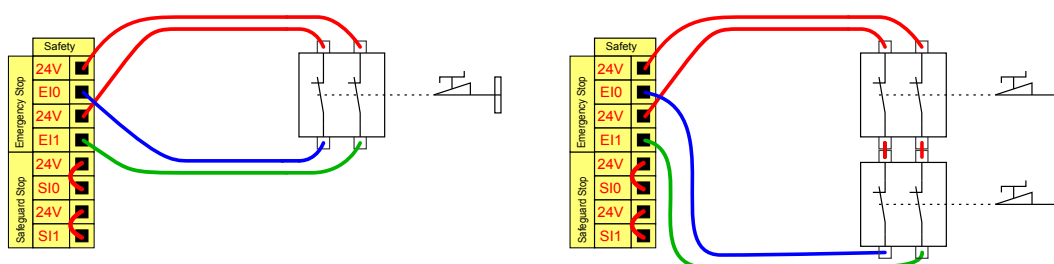 Safety
Emergency Stop
24V
EI0
24V
EI1
Safeguard Stop
24V
SI0
24V
SI1
Safety
Emergency Stop
24V
EI0
24V
EI1
Safeguard Stop
24V
SI0
24V
SI1